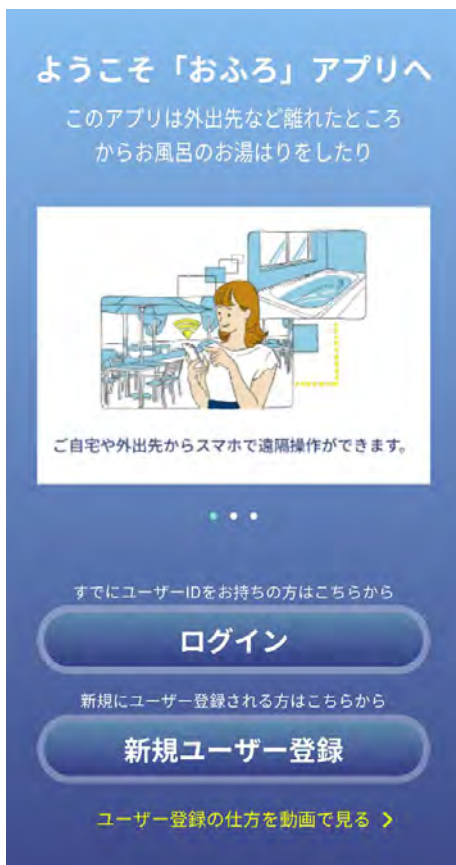 ようこそ「おふろ」アプリへ
このアプリは外出先など離れたところ
からお風呂のお湯はりをしたり
ご自宅や外出先からスマホで遠隔操作ができます。
すでにユーザーIDをお持ちの方はこちらから
ログイン
新規にユーザー登録される方はこちらから
新規ユーザー登録
ユーザー登録の仕方を動画で見る